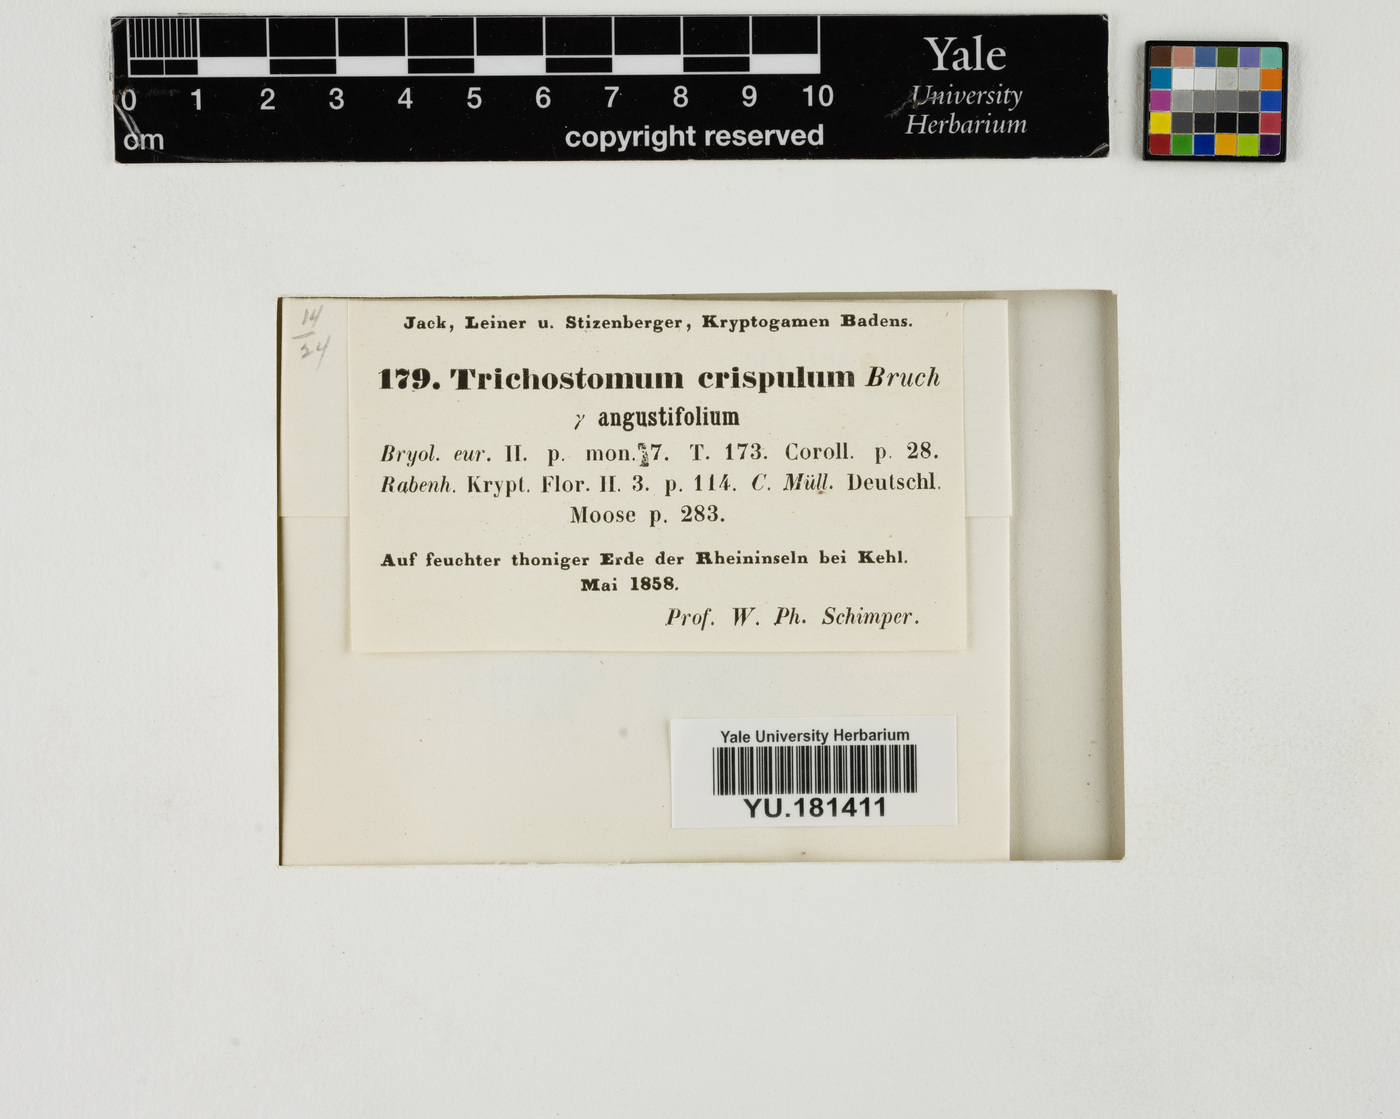 0 1 2 3 4 5 6 7 8 9 10
cm
copyright reserved
Yale
University
Herbarium
14
24
Jack, Leiner u. Stizenberger, Kryptogamen Badens.
179. Trichostomum crispulum Bruch
γ angustifolium
Bryol. eur. II. p. mon. 7. T. 173. Coroll. p. 28.
Rabenh. Krypt. Flor. II. 3. p. 114. C. Müll. Deutschl.
Moose p. 283.
Auf feuchter thoniger Erde der Rheininseln bei Kehl.
Mai 1858.
Prof. W. Ph. Schimper.
Yale University Herbarium
YU.181411